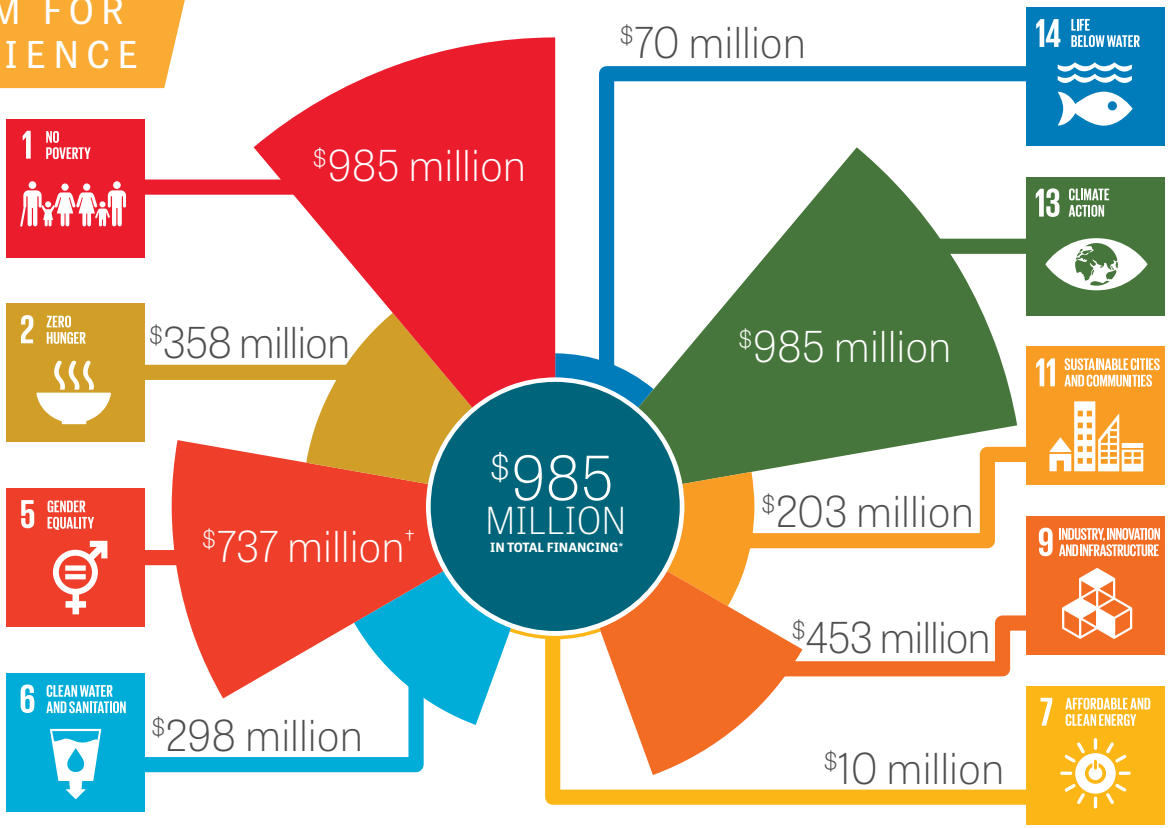 M FOR
IENCE
1 NO
POVERTY
$985 million
2 ZERO
HUNGER
$358 million
5 GENDER
EQUALITY
$737 million†
6 CLEAN WATER
AND SANITATION
$298 million
$985
MILLION
IN TOTAL FINANCING*
$70 million
14 LIFE
BELOW WATER
13 CLIMATE
ACTION
$985 million
11 SUSTAINABLE CITIES
AND COMMUNITIES
$203 million
9 INDUSTRY, INNOVATION
AND INFRASTRUCTURE
$453 million
7 AFFORDABLE AND
CLEAN ENERGY
$10 million